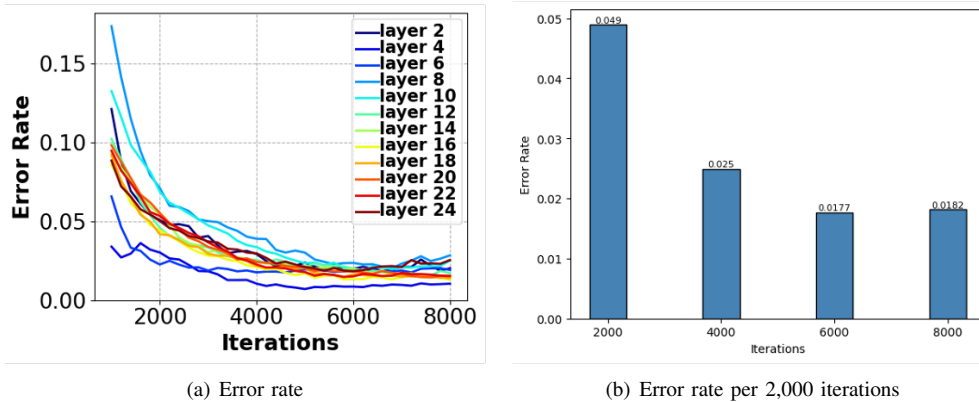 layer 2
layer 4
layer 6
layer 8
layer 10
layer 12
layer 14
layer 16
layer 18
layer 20
layer 22
layer 24
0.15
0.10
0.05
0.00
Error Rate
2000 4000 6000 8000
Iterations
(a) Error rate
0.05
0.04
0.03
0.02
0.01
0.00
Error Rate
0.049
0.025
0.0177
0.0182
2000 4000 6000 8000
Iterations
(b) Error rate per 2,000 iterations